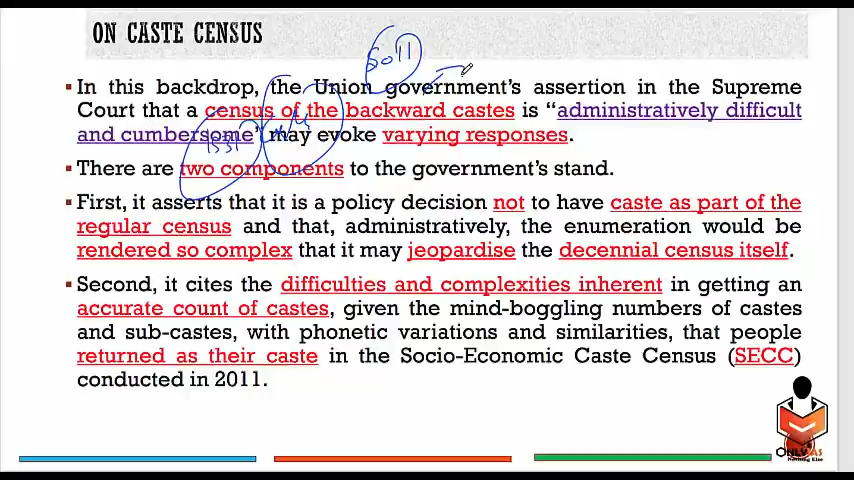 ON CASTE CENSUS
▪In this backdrop, the Union government's assertion in the Supreme
Court that a census of the backward castes is “administratively difficult
and cumbersome” may evoke varying responses.
▪There are two components to the government's stand.
▪First, it asserts that it is a policy decision not to have caste as part of the
regular census and that, administratively, the enumeration would be
rendered so complex that it may jeopardise the decennial census itself.
▪Second, it cites the difficulties and complexities inherent in getting an
accurate count of castes, given the mind-boggling numbers of castes
and sub-castes, with phonetic variations and similarities, that people
returned as their caste in the Socio-Economic Caste Census (SECC)
conducted in 2011.
1931
ONLYIAS
Nothing Else